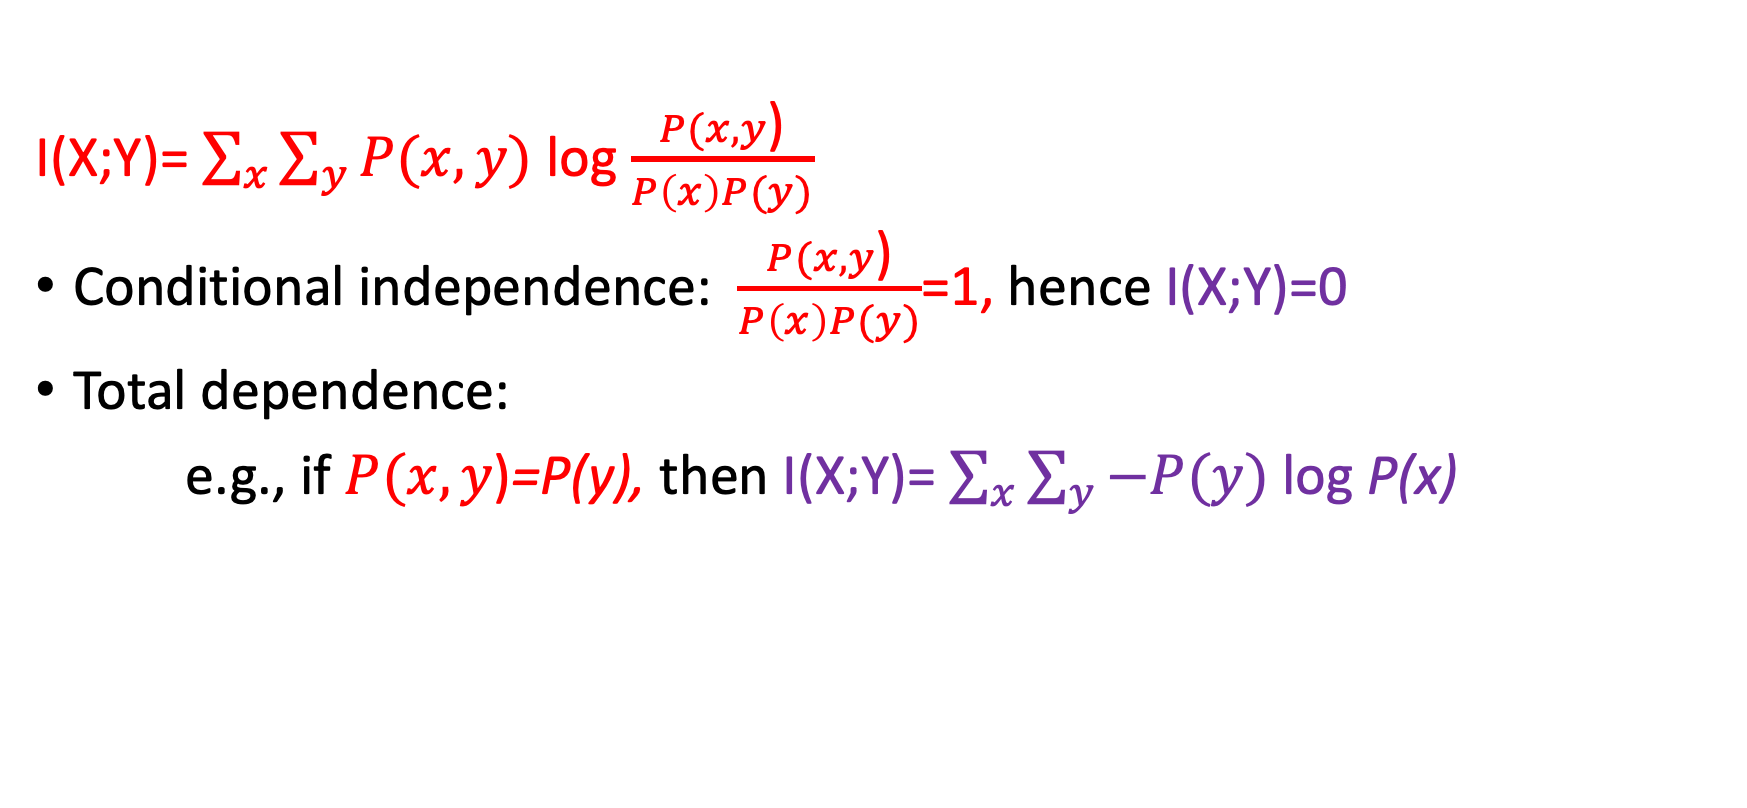 I(X;Y)= ∑x ∑y P(x, y) log P(x,y) / P(x)P(y)
• Conditional independence: P(x,y) / P(x)P(y) =1, hence I(X;Y)=0
• Total dependence:
e.g., if P(x, y)=P(y), then I(X;Y)= ∑x ∑y −P(y) log P(x)